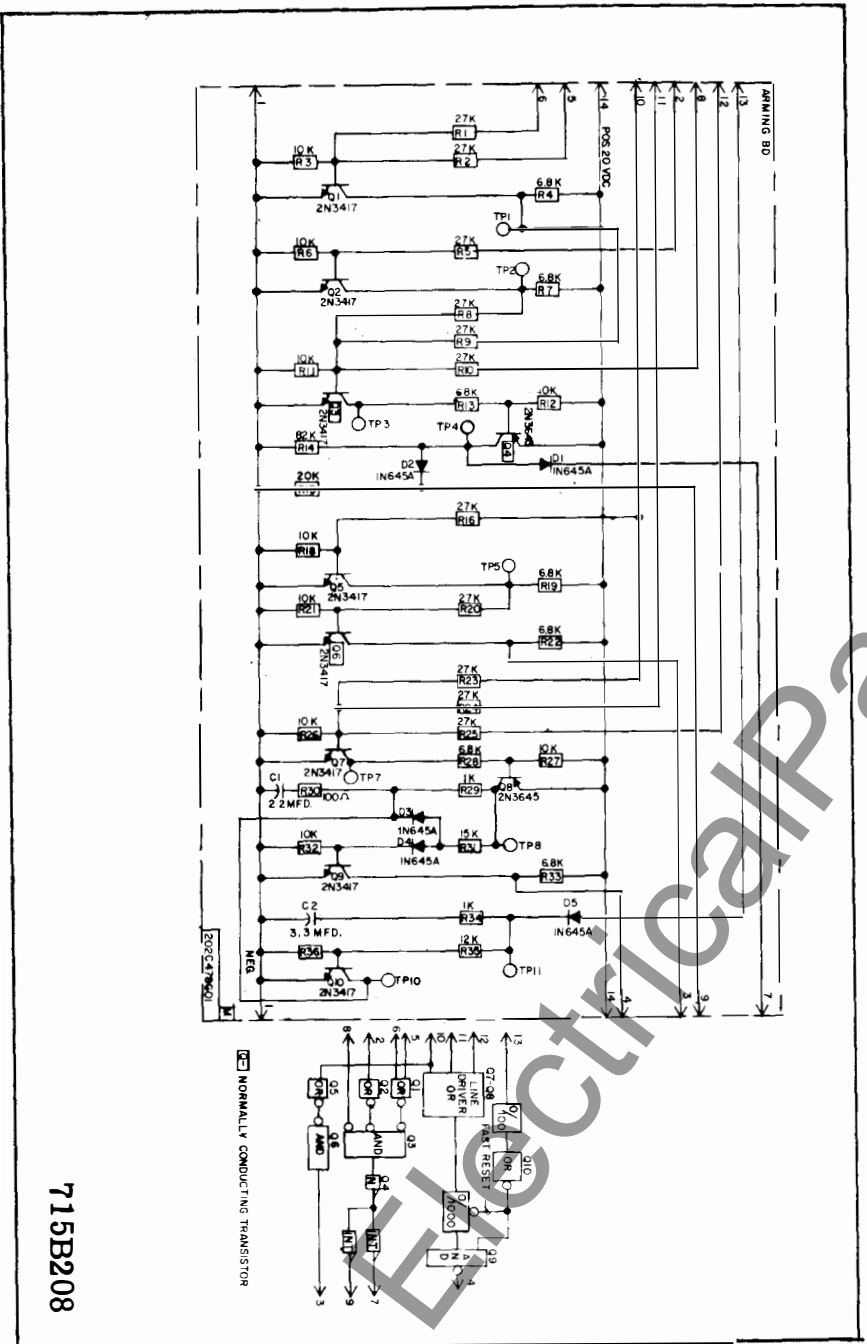 ARMING BD
13
12
8
2
11
10
14
POS. 20 VDC
5
6
1
27K
R1
27K
R2
10K
R3
Q1
2N3417
6.8K
R4
TP1
10K
R6
27K
R5
Q2
2N3417
TP2
6.8K
R7
27K
R8
27K
R9
27K
R10
10K
R11
Q3
2N3417
TP3
6.8K
R13
10K
R12
2N3645
Q4
TP4
82K
R14
D2
1N645A
D1
1N645A
20K
27K
R16
10K
R18
Q5
2N3417
TP5
6.8K
R19
10K
R21
27K
R20
Q6
2N3417
6.8K
R22
27K
R23
27K
27K
R25
10K
R26
Q7
2N3417
TP7
6.8K
R28
10K
R27
Q8
2N3645
C1
2.2MFD.
R30
100Ω
1K
R29
D3
1N645A
D4
1N645A
15K
R31
TP8
10K
R32
Q9
2N3417
6.8K
R33
C2
3.3MFD.
1K
R34
D5
1N645A
12K
R35
TP11
R36
Q10
2N3417
TP10
NEG.
1
14
4
3
9
7
M
13
12
11
10
5
6
2
8
0/100
OR
Q10
FAST RESET
Q7-Q8
LINE DRIVER OR
0/1000
AND
Q9
4
OR
Q1
OR
Q2
AND
Q3
N
Q4
INT
INT
7
9
OR
Q5
AND
Q6
3
Q- NORMALLY CONDUCTING TRANSISTOR
715B208
ElectricalPa